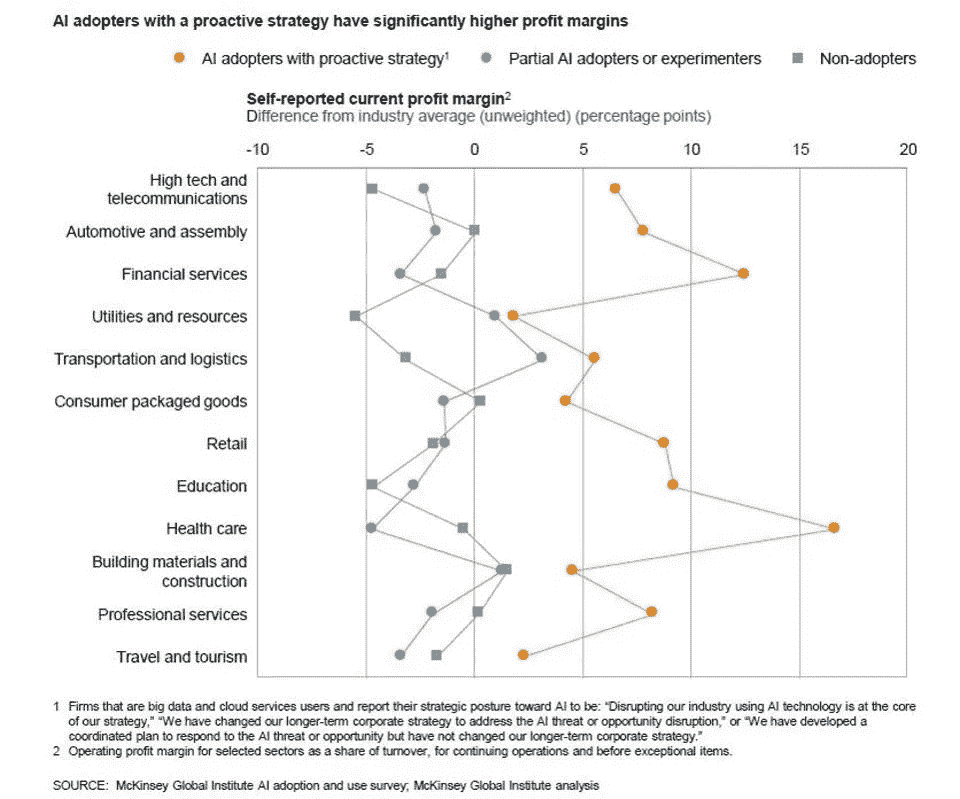 AI adopters with a proactive strategy have significantly higher profit margins
AI adopters with proactive strategy¹ Partial AI adopters or experimenters Non-adopters
Self-reported current profit margin²
Difference from industry average (unweighted) (percentage points)
-10 -5 0 5 10 15 20
High tech and
telecommunications
Automotive and assembly
Financial services
Utilities and resources
Transportation and logistics
Consumer packaged goods
Retail
Education
Health care
Building materials and
construction
Professional services
Travel and tourism
1 Firms that are big data and cloud services users and report their strategic posture toward AI to be: “Disrupting our industry using AI technology is at the core
of our strategy,” “We have changed our longer-term corporate strategy to address the AI threat or opportunity disruption,” or “We have developed a
coordinated plan to respond to the AI threat or opportunity but have not changed our longer-term corporate strategy.”
2 Operating profit margin for selected sectors as a share of turnover, for continuing operations and before exceptional items.
SOURCE: McKinsey Global Institute AI adoption and use survey; McKinsey Global Institute analysis